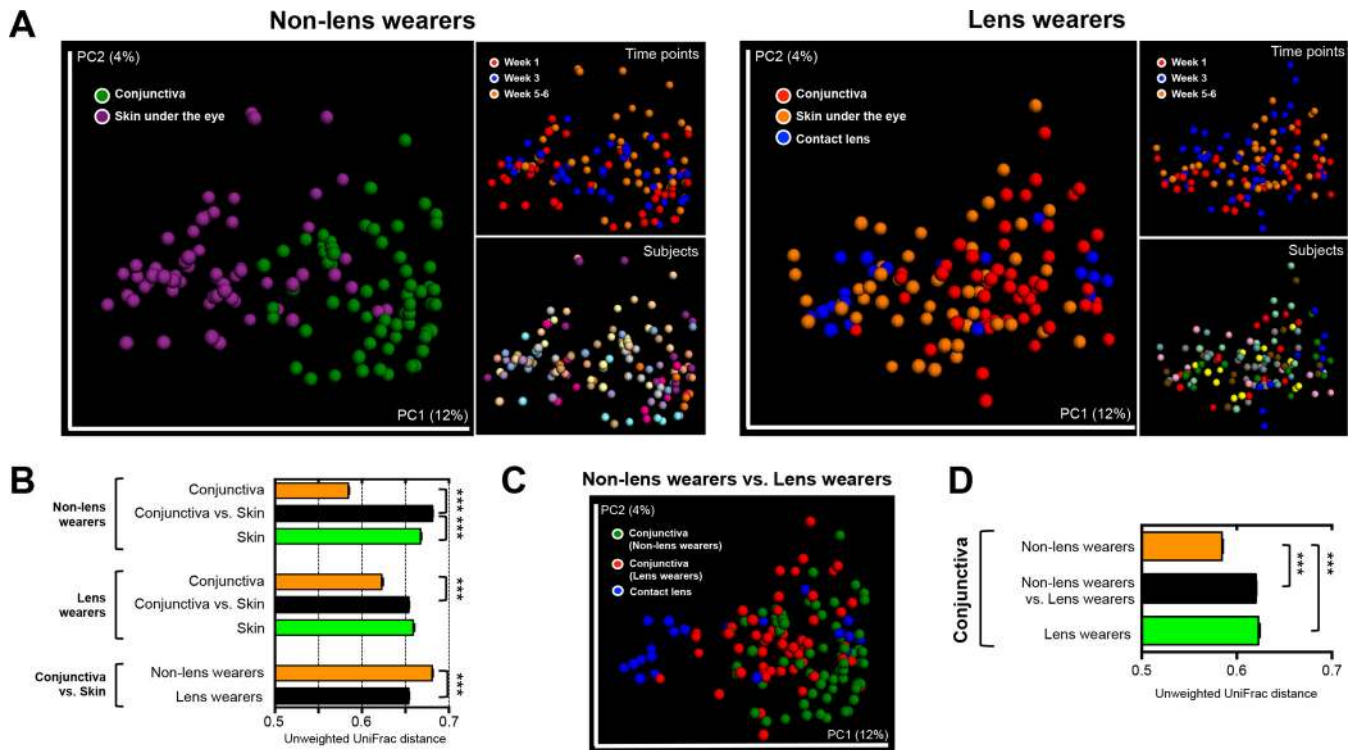 Non-lens wearers
Lens wearers
A
PC2 (4%)
Conjunctiva
Skin under the eye
PC1 (12%)
Time points
Week 1
Week 3
Week 5-6
Subjects
PC2 (4%)
Conjunctiva
Skin under the eye
Contact lens
PC1 (12%)
Time points
Week 1
Week 3
Week 5-6
Subjects
B
Non-lens
wearers
Conjunctiva
Conjunctiva vs. Skin
Skin
***
***
Lens
wearers
Conjunctiva
Conjunctiva vs. Skin
Skin
***
Conjunctiva
vs. Skin
Non-lens wearers
Lens wearers
***
0.5 0.6 0.7
Unweighted UniFrac distance
C
Non-lens wearers vs. Lens wearers
PC2 (4%)
Conjunctiva
(Non-lens wearers)
Conjunctiva
(Lens wearers)
Contact lens
PC1 (12%)
D
Conjunctiva
Non-lens wearers
Non-lens wearers
vs. Lens wearers
Lens wearers
***
***
0.5 0.6 0.7
Unweighted UniFrac distance